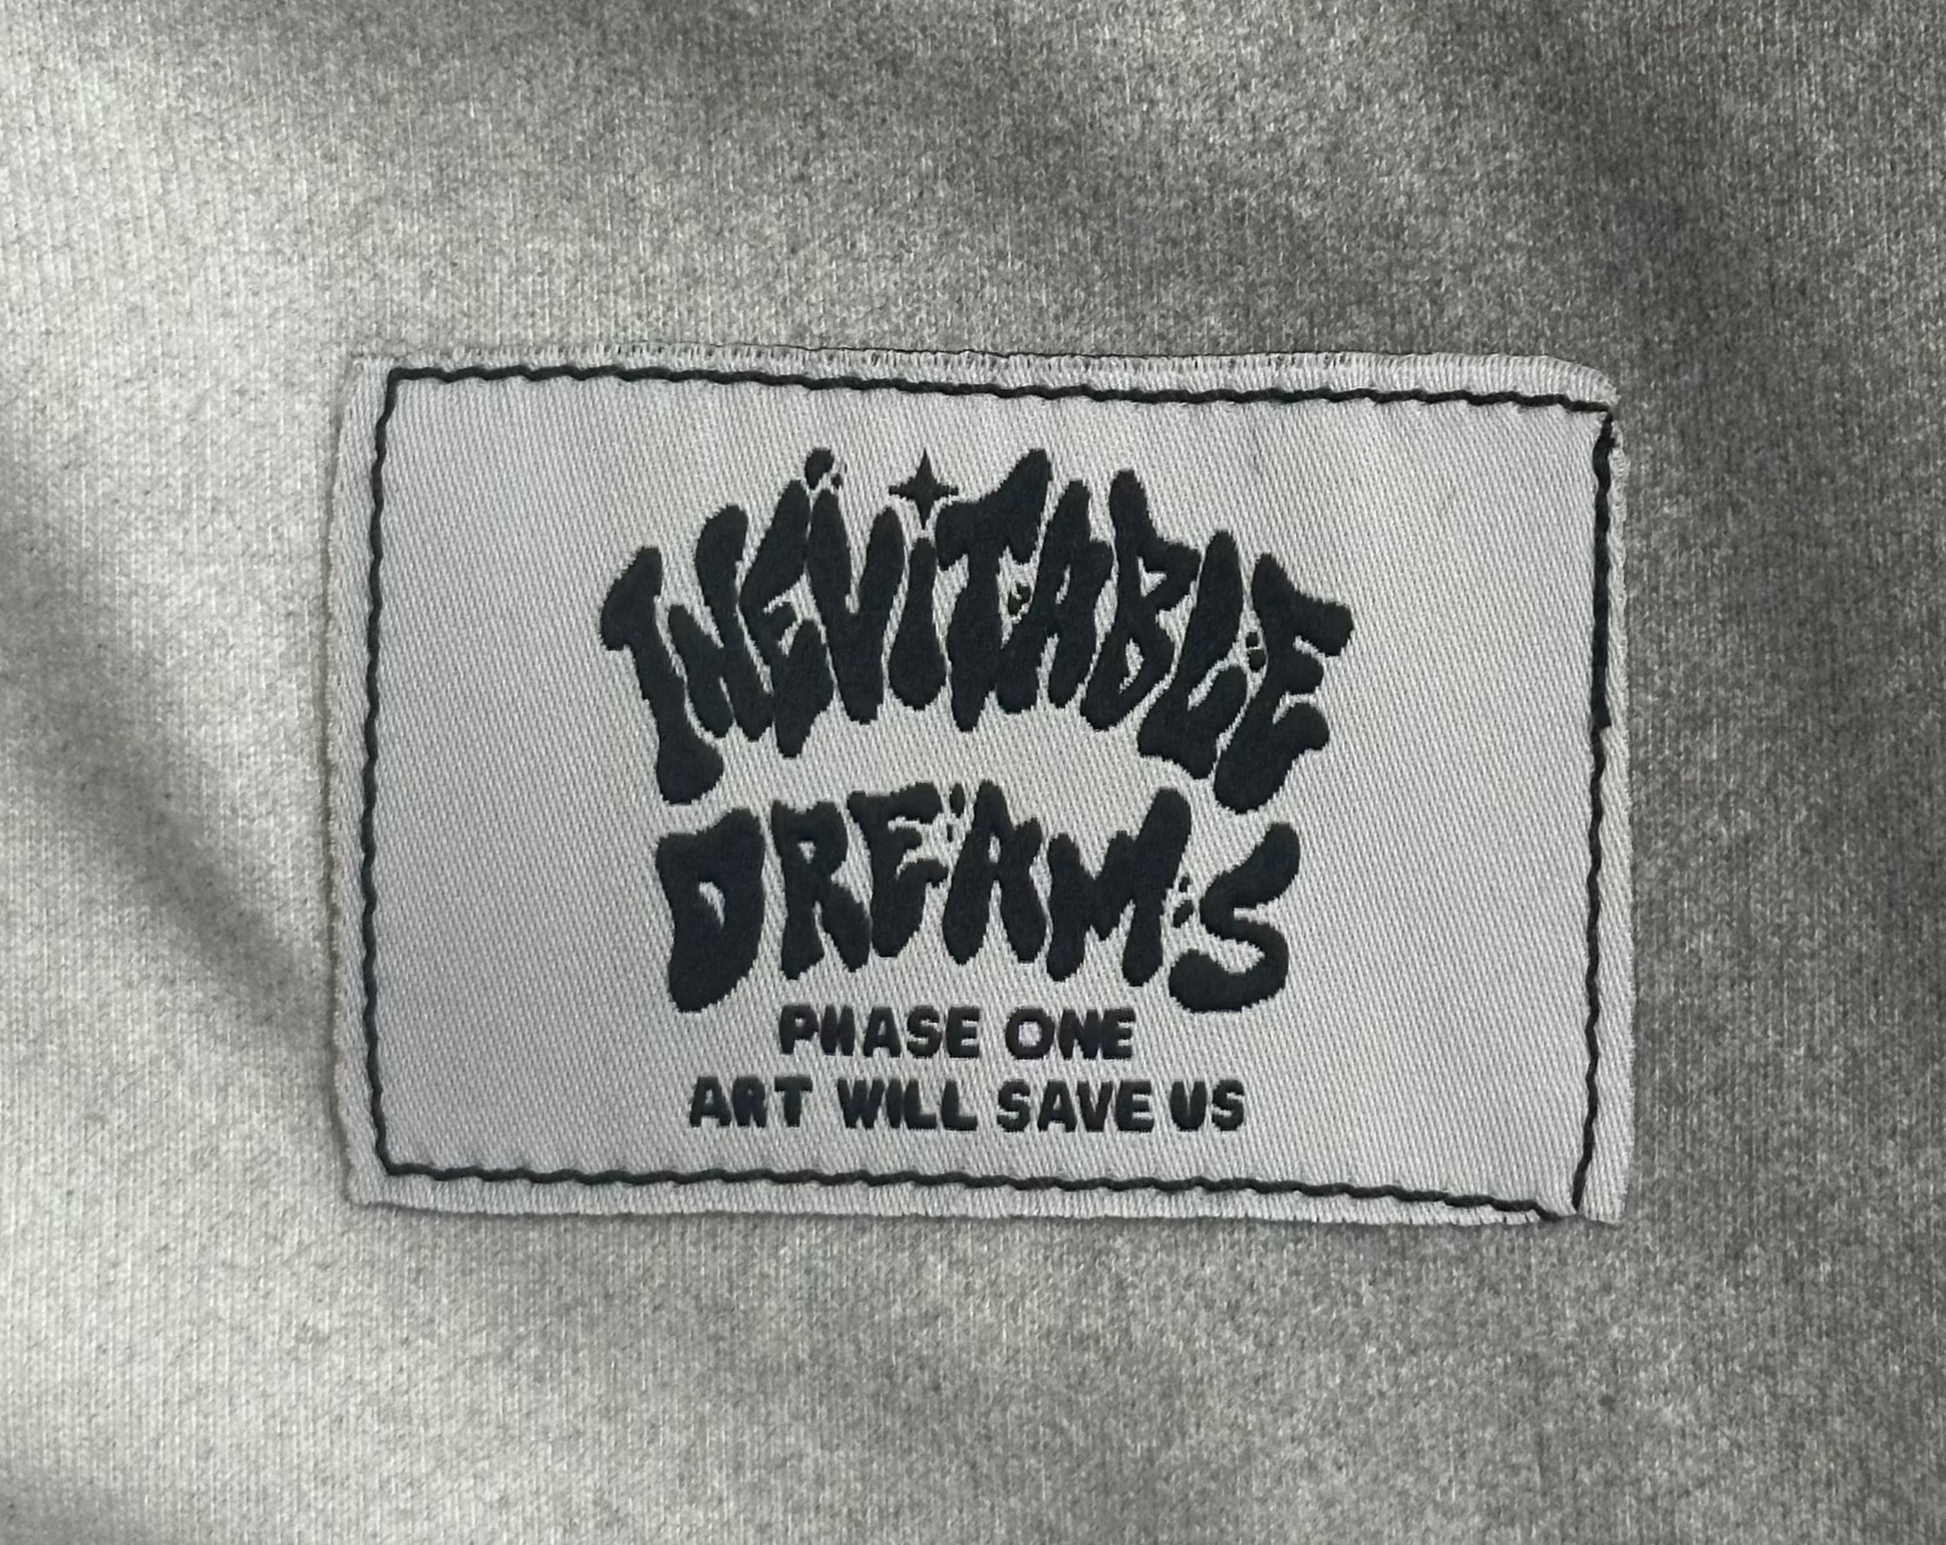 INEViTABLE
DREAMS
PHASE ONE
ART WILL SAVE US